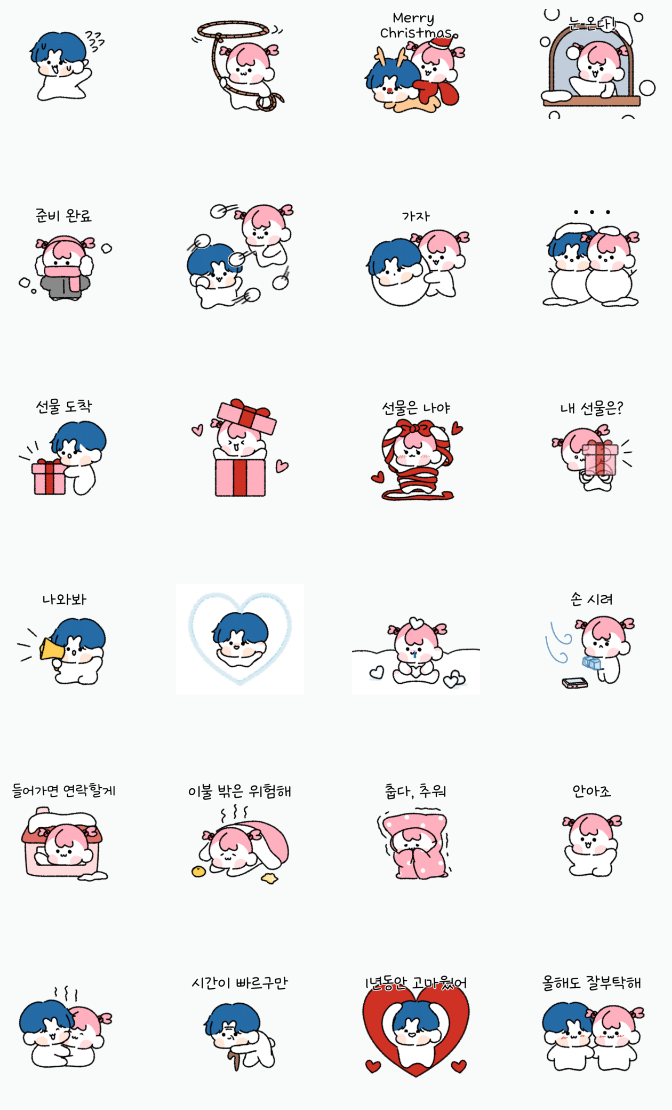 Merry
Christmas
눈 온다!
준비 완료
가자
...
선물 도착
선물은 나야
내 선물은?
나와봐
손 시려
들어가면 연락할게
이불 밖은 위험해
춥다, 추워
안아조
시간이 빠르구만
1년동안 고마웠어
올해도 잘부탁해